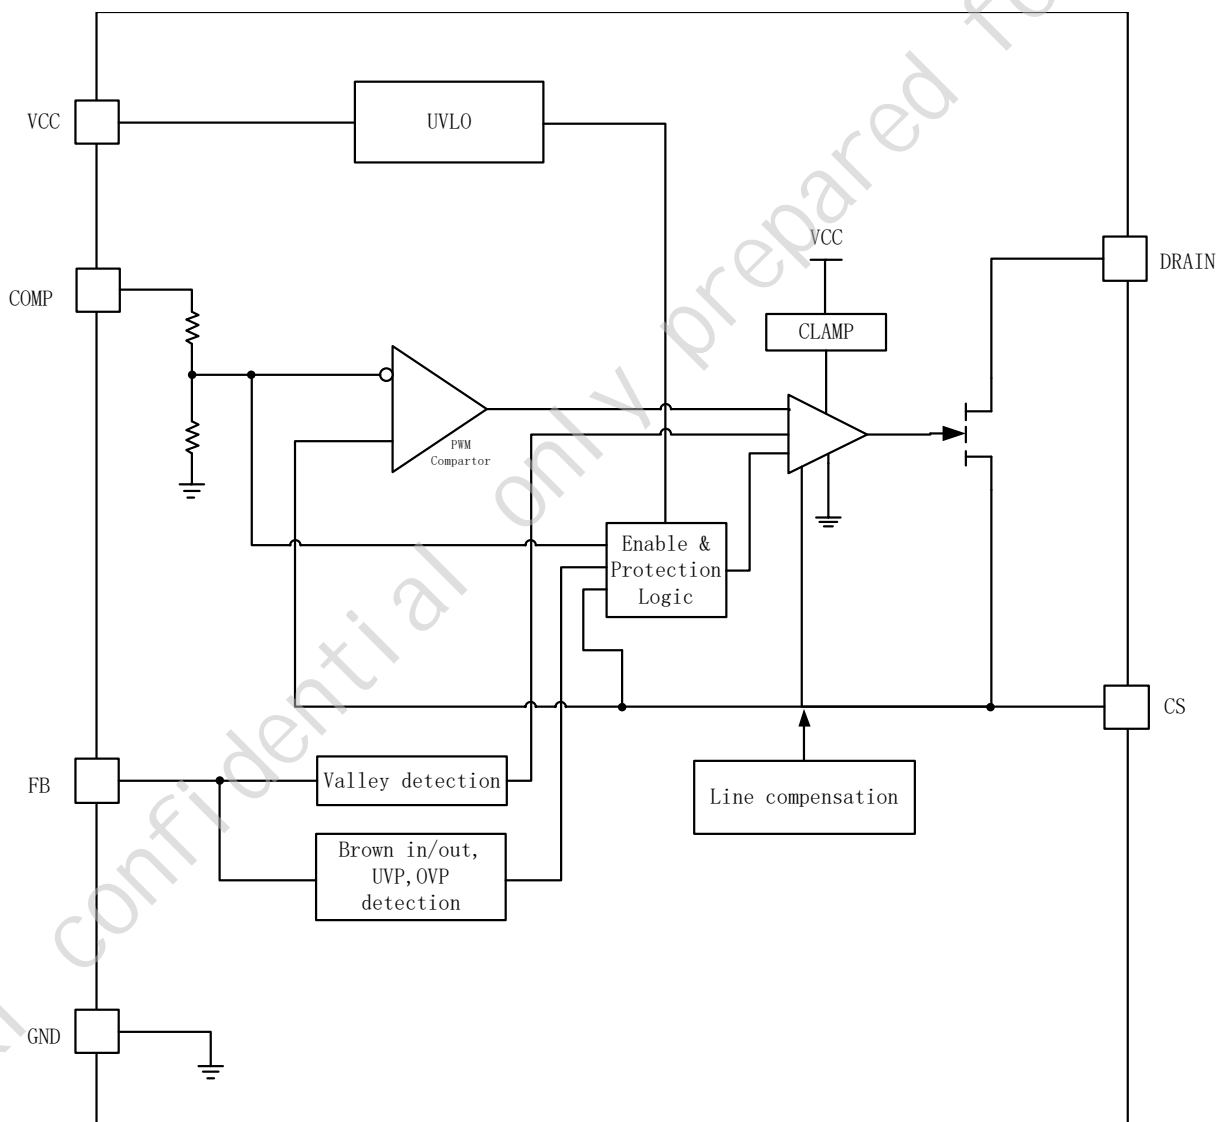 VCC
UVLO
VCC
DRAIN
COMP
CLAMP
PWM
Compartor
Enable &
Protection
Logic
CS
FB
Valley detection
Line compensation
Brown in/out,
UVP,OVP
detection
GND
confidential only prepared